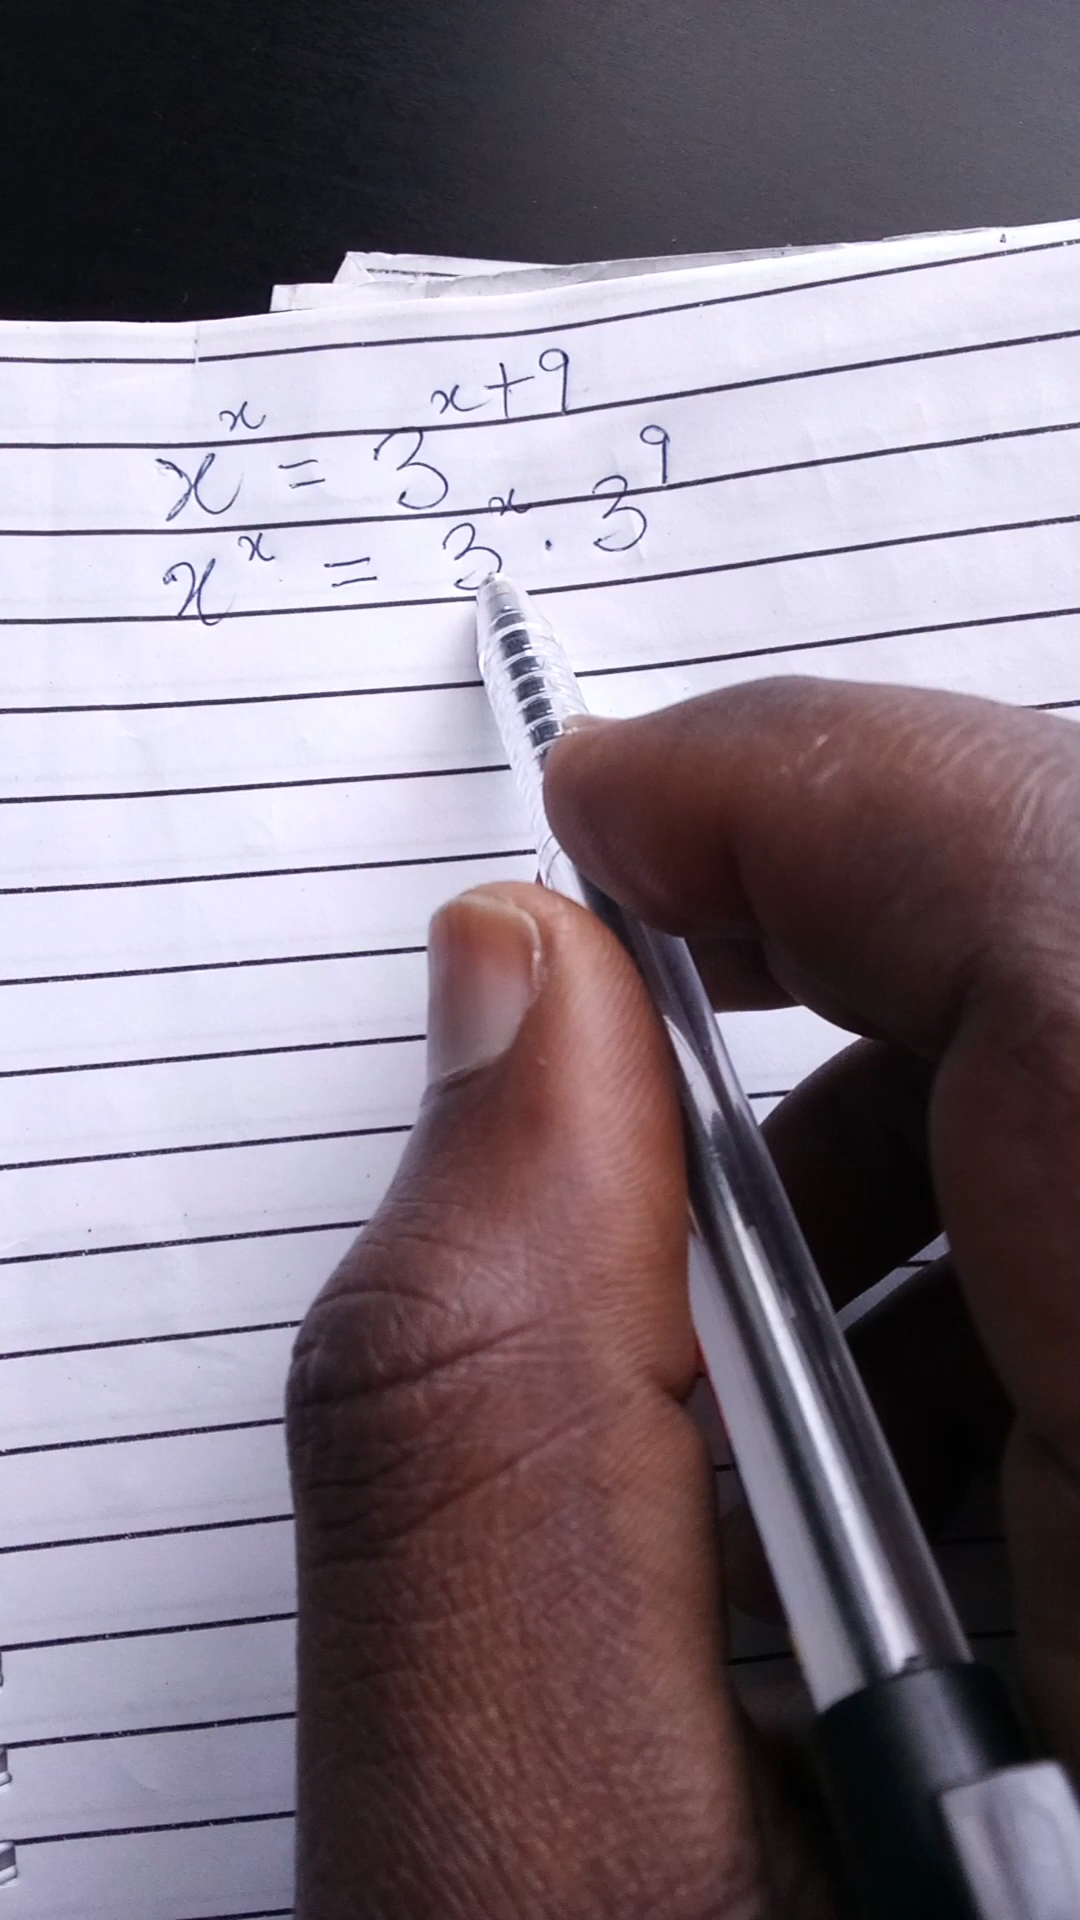 x^x = 3^{x+9}
x^x = 3^x · 3^9